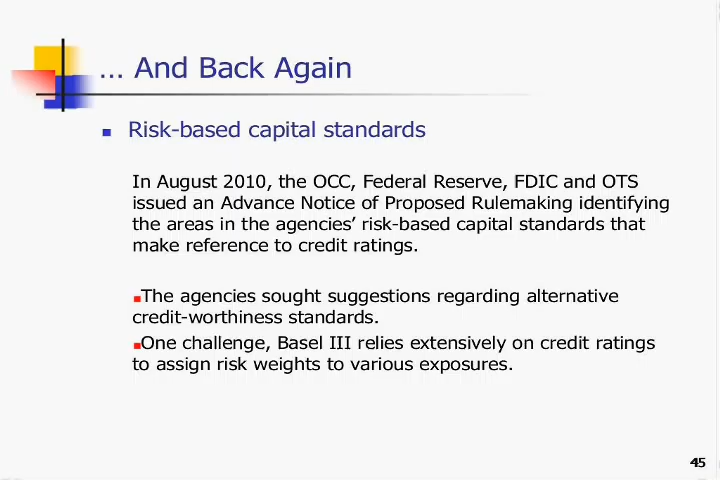 ... And Back Again
Risk-based capital standards
In August 2010, the OCC, Federal Reserve, FDIC and OTS
issued an Advance Notice of Proposed Rulemaking identifying
the areas in the agencies’ risk-based capital standards that
make reference to credit ratings.
The agencies sought suggestions regarding alternative
credit-worthiness standards.
One challenge, Basel III relies extensively on credit ratings
to assign risk weights to various exposures.
45